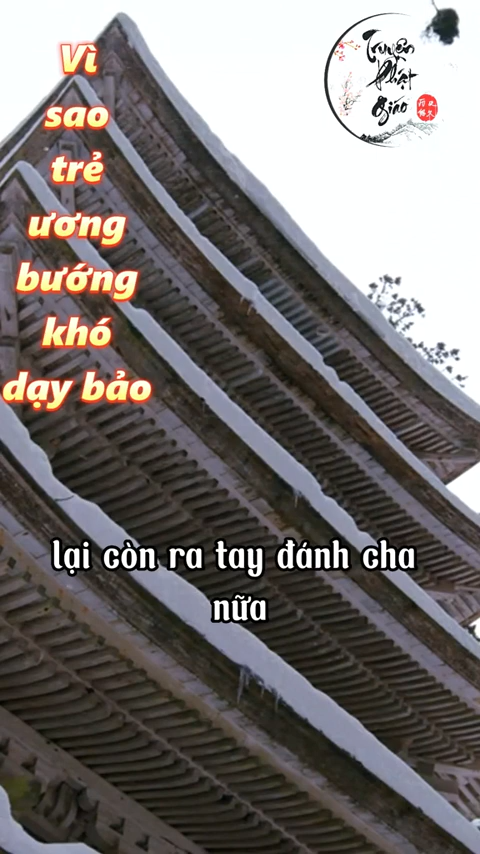 Vì
sao
trẻ
ương
bướng
khó
dạy bảo
Truyện
Phật
Giáo
lại còn ra tay đánh cha
nữa